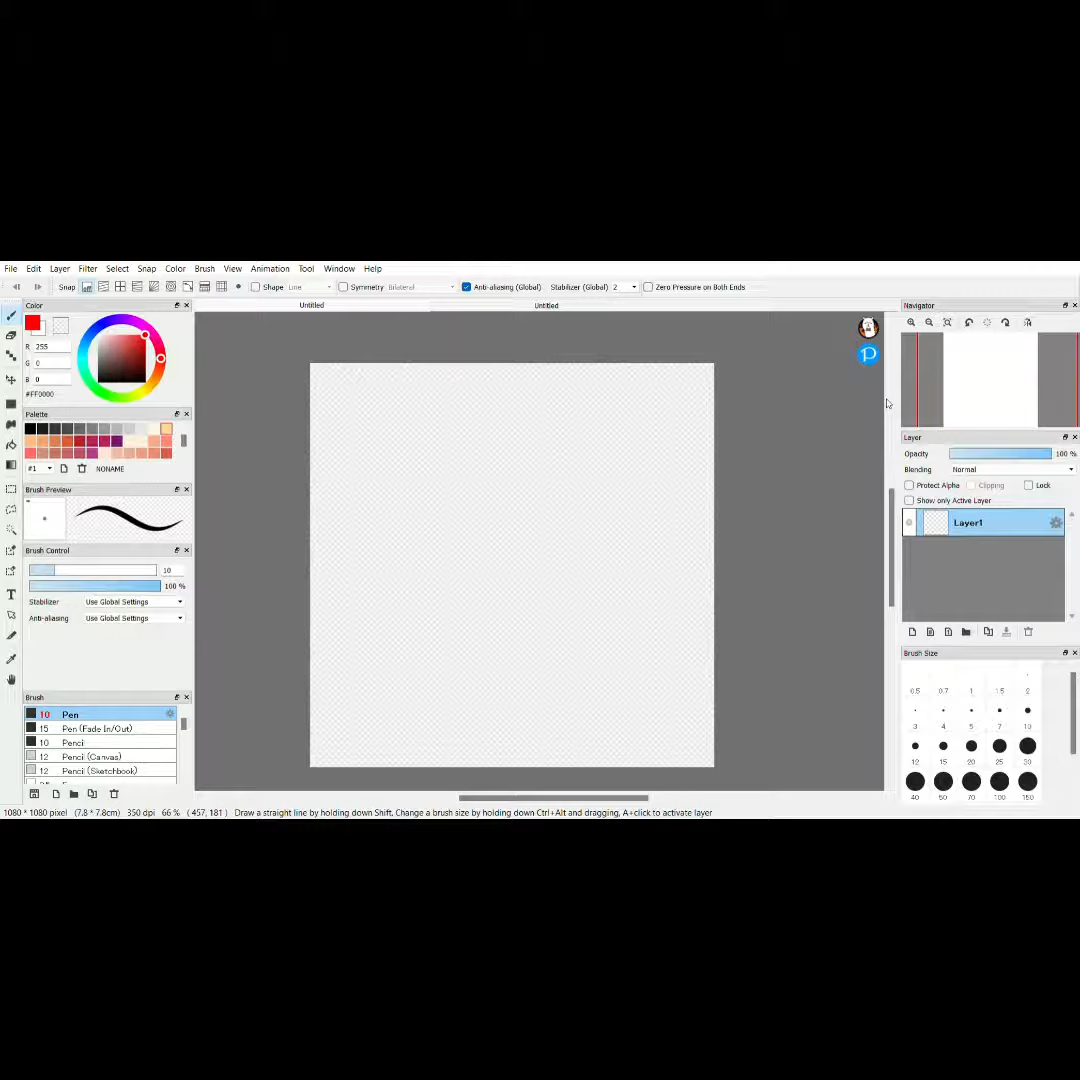 File Edit Layer Filter Select Snap Color Brush View Animation Tool Window Help
Snap off Shape Line Symmetry Bilateral Anti-aliasing (Global) Stabilizer (Global) 2 Zero Pressure on Both Ends
Color
Untitled
Untitled
Navigator
R 255
G 0
B 0
#FF0000
Palette
#1
NONAME
Brush Preview
Brush Control
10
100 %
Stabilizer Use Global Settings
Anti-aliasing Use Global Settings
Brush
10 Pen
15 Pen (Fade In/Out)
10 Pencil
12 Pencil (Canvas)
12 Pencil (Sketchbook)
Layer
Opacity 100 %
Blending Normal
Protect Alpha Clipping Lock
Show only Active Layer
Layer1
Brush Size
0.5 0.7 1 1.5 2
3 4 5 7 10
12 15 20 25 30
40 50 70 100 150
1080 * 1080 pixel (7.8 * 7.8cm) 350 dpi 66 % ( 457, 181 ) Draw a straight line by holding down Shift, Change a brush size by holding down Ctrl+Alt and dragging, A+click to activate layer